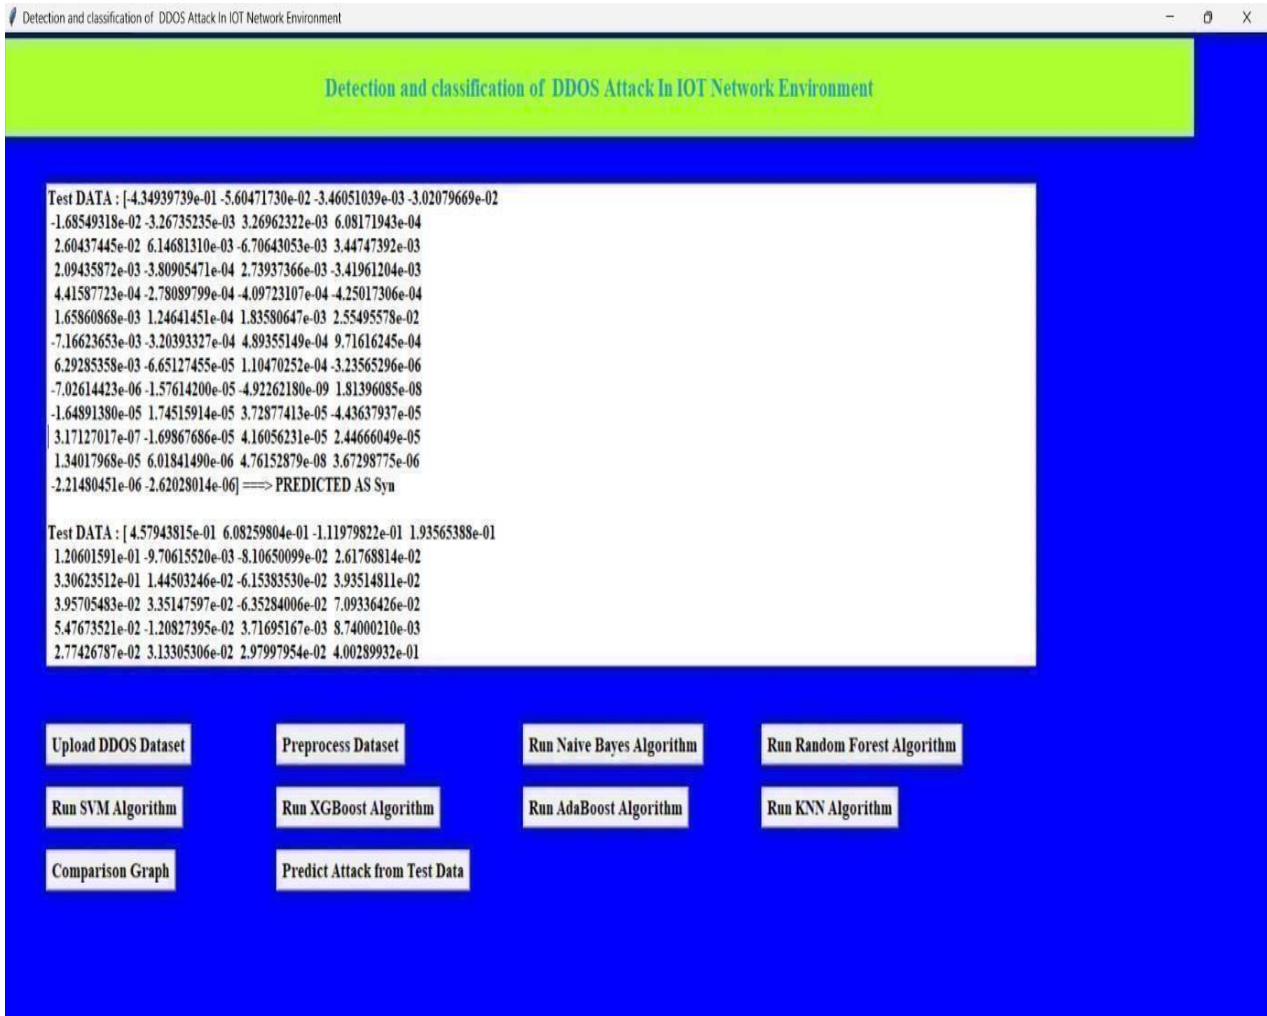 Detection and classification of  DDOS Attack In IOT Network Environment
Detection and classification of  DDOS Attack In IOT Network Environment
Test DATA : [-4.34939739e-01 -5.60471730e-02 -3.46051039e-03 -3.02079669e-02
-1.68549318e-02 -3.26735235e-03  3.26962322e-03  6.08171943e-04
2.60437445e-02  6.14681310e-03 -6.70643053e-03  3.44747392e-03
2.09435872e-03 -3.80905471e-04  2.73937366e-03 -3.41961204e-03
4.41587723e-04 -2.78089799e-04 -4.09723107e-04 -4.25017306e-04
1.65860868e-03  1.24641451e-04  1.83580647e-03  2.55495578e-02
-7.16623653e-03 -3.20393327e-04  4.89355149e-04  9.71616245e-04
6.29285358e-03 -6.65127455e-05  1.10470252e-04 -3.23565296e-06
-7.02614423e-06 -1.57614200e-05 -4.92262180e-09  1.81396085e-08
-1.64891380e-05  1.74515914e-05  3.72877413e-05 -4.43637937e-05
3.17127017e-07 -1.69867686e-05  4.16056231e-05  2.44666049e-05
1.34017968e-05  6.01841490e-06  4.76152879e-08  3.67298775e-06
-2.21480451e-06 -2.62028014e-06] ===> PREDICTED AS Syn
Test DATA : [ 4.57943815e-01  6.08259804e-01 -1.11979822e-01  1.93565388e-01
1.20601591e-01 -9.70615520e-03 -8.10650099e-02  2.61768814e-02
3.30623512e-01  1.44503246e-02 -6.15383530e-02  3.93514811e-02
3.95705483e-02  3.35147597e-02 -6.35284006e-02  7.09336426e-02
5.47673521e-02 -1.20827395e-02  3.71695167e-03  8.74000210e-03
2.77426787e-02  3.13305306e-02  2.97997954e-02  4.00289932e-01
Upload DDOS Dataset
Preprocess Dataset
Run Naive Bayes Algorithm
Run Random Forest Algorithm
Run SVM Algorithm
Run XGBoost Algorithm
Run AdaBoost Algorithm
Run KNN Algorithm
Comparison Graph
Predict Attack from Test Data